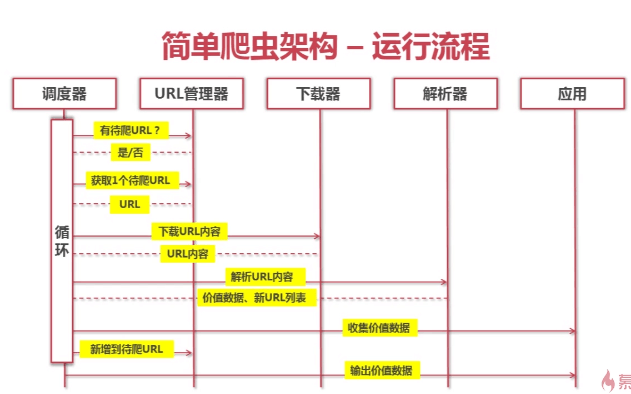 简单爬虫架构 – 运行流程
调度器
URL管理器
下载器
解析器
应用
有待爬URL？
是/否
获取1个待爬URL
URL
下载URL内容
URL内容
解析URL内容
价值数据、新URL列表
循
环
收集价值数据
新增到待爬URL
输出价值数据